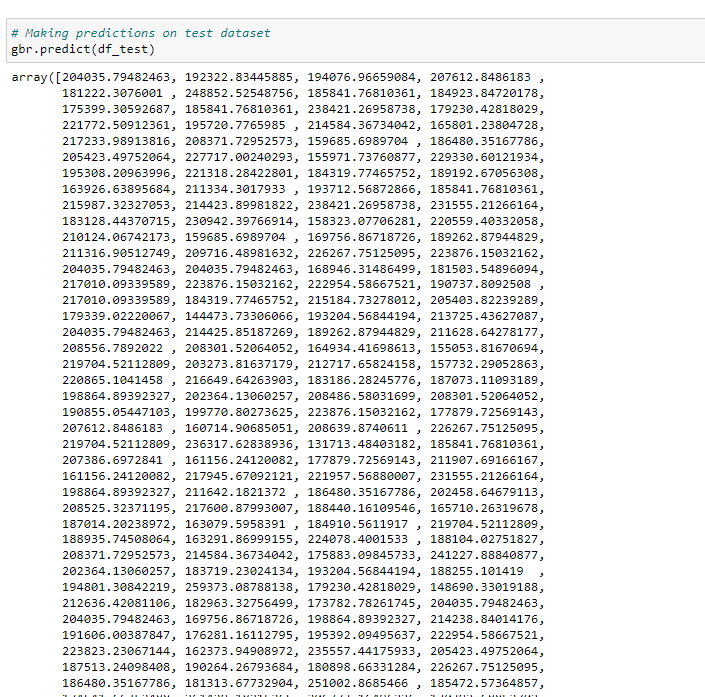 # Making predictions on test dataset
gbr.predict(df_test)
array([204035.79482463, 192322.83445885, 194076.96659084, 207612.8486183 ,
181222.3076001 , 248852.52548756, 185841.76810361, 184923.84720178,
175399.30592687, 185841.76810361, 238421.26958738, 179230.42818029,
221772.50912361, 195720.7765985 , 214584.36734042, 165801.23804728,
217233.98913816, 208371.72952573, 159685.6989704 , 186480.35167786,
205423.49752064, 227717.00240293, 155971.73760877, 229330.60121934,
195308.20963996, 221318.28422801, 184319.77465752, 189192.67056308,
163926.63895684, 211334.3017933 , 193712.56872866, 185841.76810361,
215987.32327053, 214423.89981822, 238421.26958738, 231555.21266164,
183128.44370715, 230942.39766914, 158323.07706281, 220559.40332058,
210124.06742173, 159685.6989704 , 169756.86718726, 189262.87944829,
211316.90512749, 209716.48981632, 226267.75125095, 223876.15032162,
204035.79482463, 204035.79482463, 168946.31486499, 181503.54896094,
217010.09339589, 223876.15032162, 222954.58667521, 190737.8092508 ,
217010.09339589, 184319.77465752, 215184.73278012, 205403.82239289,
179339.02220067, 144473.73306066, 193204.56844194, 213725.43627087,
204035.79482463, 214425.85187269, 189262.87944829, 211628.64278177,
208556.7892022 , 208301.52064052, 164934.41698613, 155053.81670694,
219704.52112809, 203273.81637179, 212717.65824158, 157732.29052863,
220865.1041458 , 216649.64263903, 183186.28245776, 187073.11093189,
198864.89392327, 202364.13060257, 208486.58031699, 208301.52064052,
190855.05447103, 199770.80273625, 223876.15032162, 177879.72569143,
207612.8486183 , 160714.90685051, 208639.8740611 , 226267.75125095,
219704.52112809, 236317.62838936, 131713.48403182, 185841.76810361,
207386.6972841 , 161156.24120082, 177879.72569143, 211907.69166167,
161156.24120082, 217945.67092121, 221957.56880007, 231555.21266164,
198864.89392327, 211642.1821372 , 186480.35167786, 202458.64679113,
208525.32371195, 217600.87993007, 188440.16109546, 165710.26319678,
187014.20238972, 163079.5958391 , 184910.5611917 , 219704.52112809,
188935.74508064, 163291.86999155, 224078.4001533 , 188104.02751827,
208371.72952573, 214584.36734042, 175883.09845733, 241227.88840877,
202364.13060257, 183719.23024134, 193204.56844194, 188255.101419 ,
194801.30842219, 259373.08788138, 179230.42818029, 148690.33019188,
212636.42081106, 182963.32756499, 173782.78261745, 204035.79482463,
204035.79482463, 169756.86718726, 198864.89392327, 214238.84014176,
191606.00387847, 176281.16112795, 195392.09495637, 222954.58667521,
223823.23067144, 162373.94908972, 235557.44175933, 205423.49752064,
187513.24098408, 190264.26793684, 180898.66331284, 226267.75125095,
186480.35167786, 181313.67732904, 251002.8685466 , 185472.57364857,